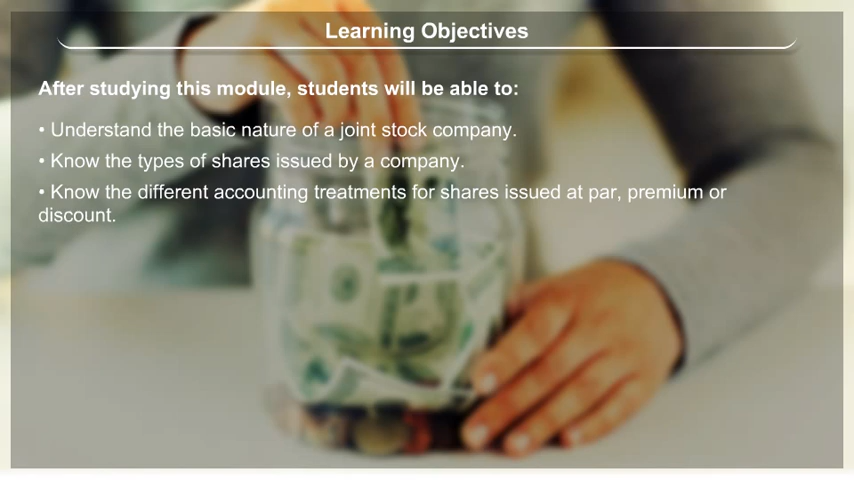 Learning Objectives
After studying this module, students will be able to:
• Understand the basic nature of a joint stock company.
• Know the types of shares issued by a company.
• Know the different accounting treatments for shares issued at par, premium or
discount.